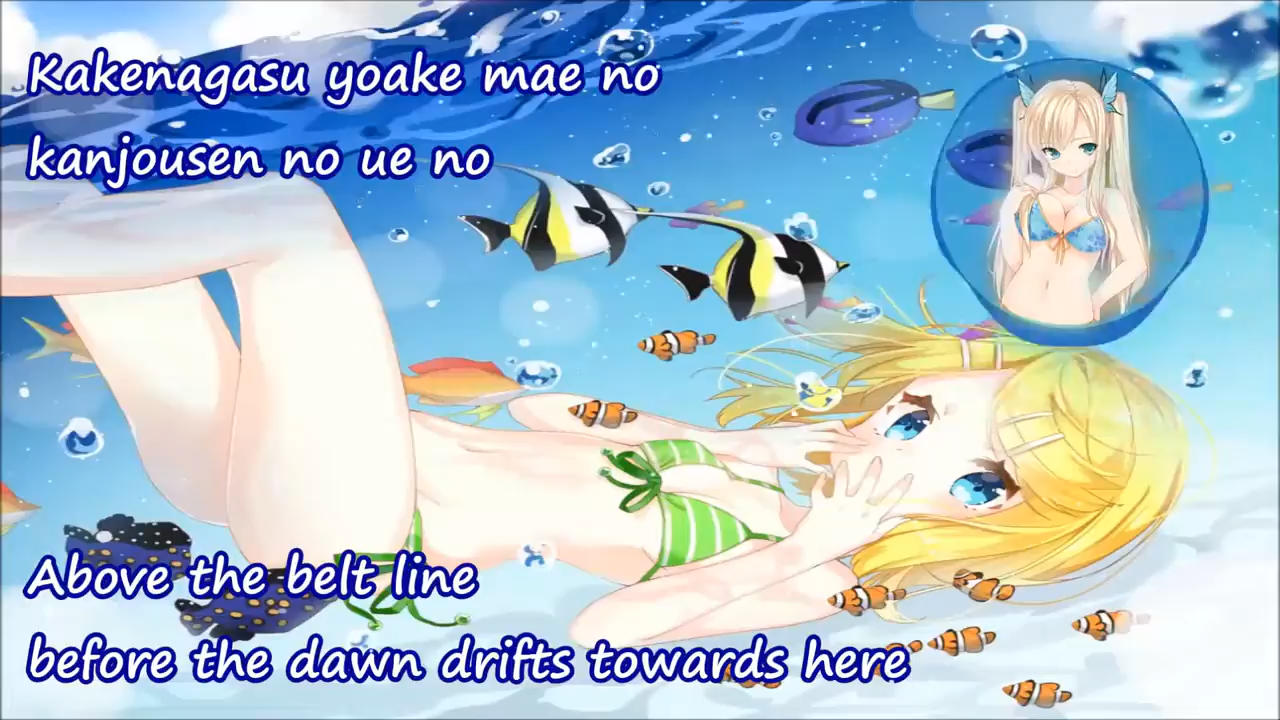 Kakenagasu yoake mae no
kanjousen no ue no
Above the belt line
before the dawn drifts towards here